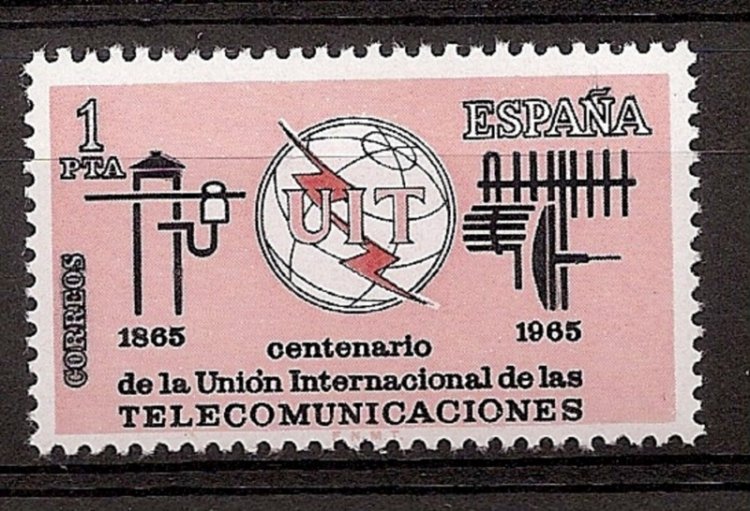 1
PTA
ESPAÑA
UIT
CORREOS
1865
1965
centenario
de la Unión Internacional de las
TELECOMUNICACIONES
F.N.M.T.